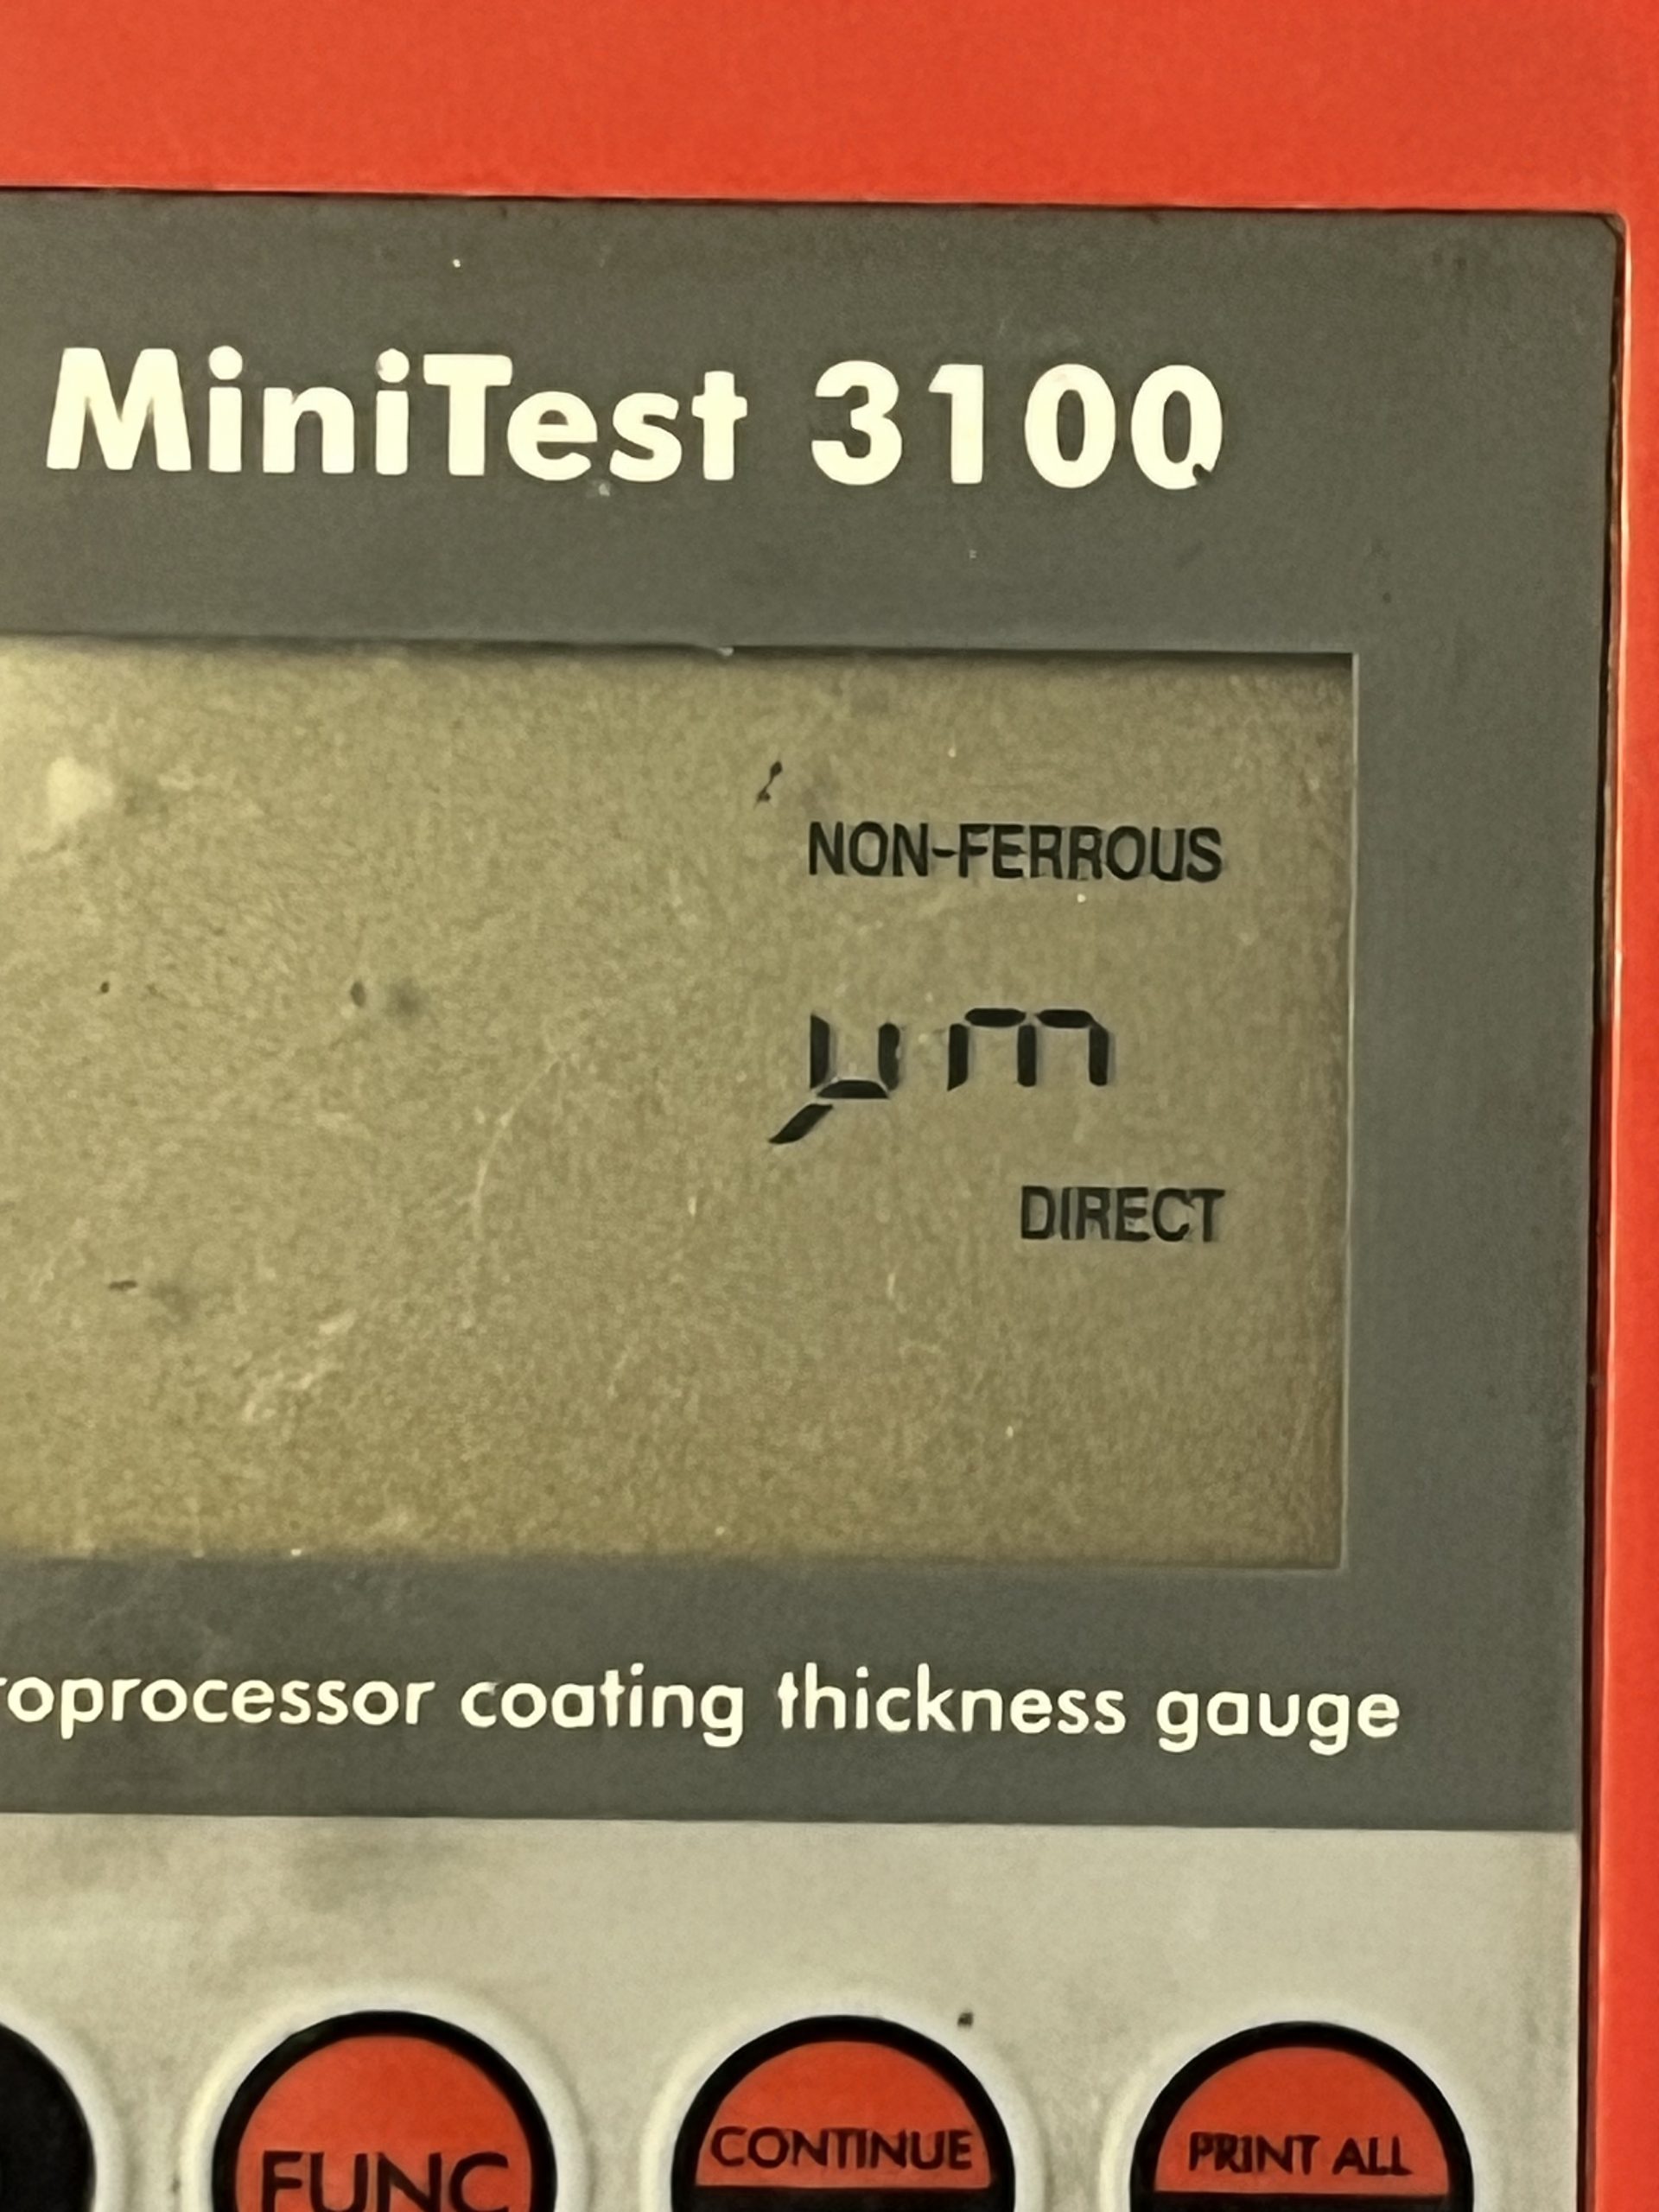 MiniTest 3100
NON-FERROUS
µm
DIRECT
roprocessor coating thickness gauge
FUNC
CONTINUE
PRINT ALL